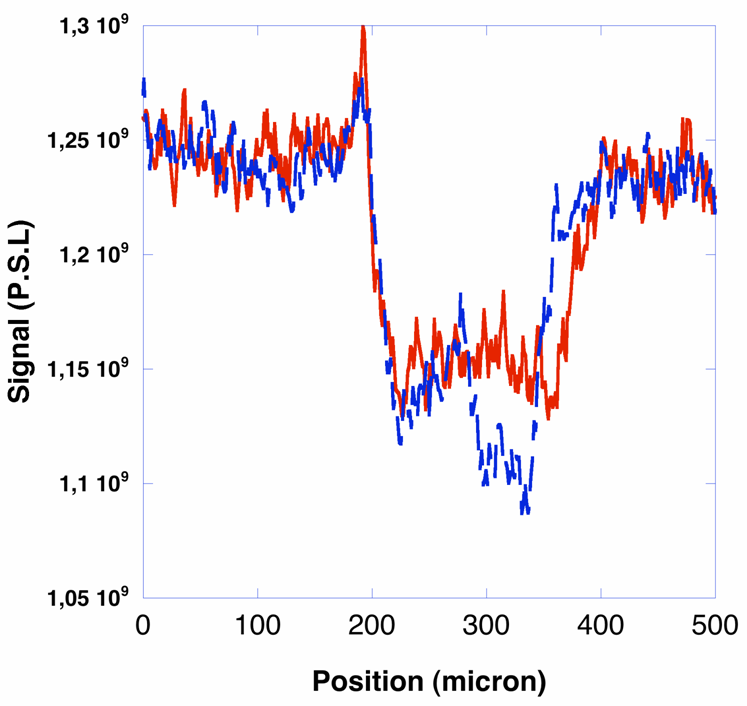 1,3 10⁹
1,25 10⁹
1,2 10⁹
1,15 10⁹
1,1 10⁹
1,05 10⁹
Signal (P.S.L)
0 100 200 300 400 500
Position (micron)